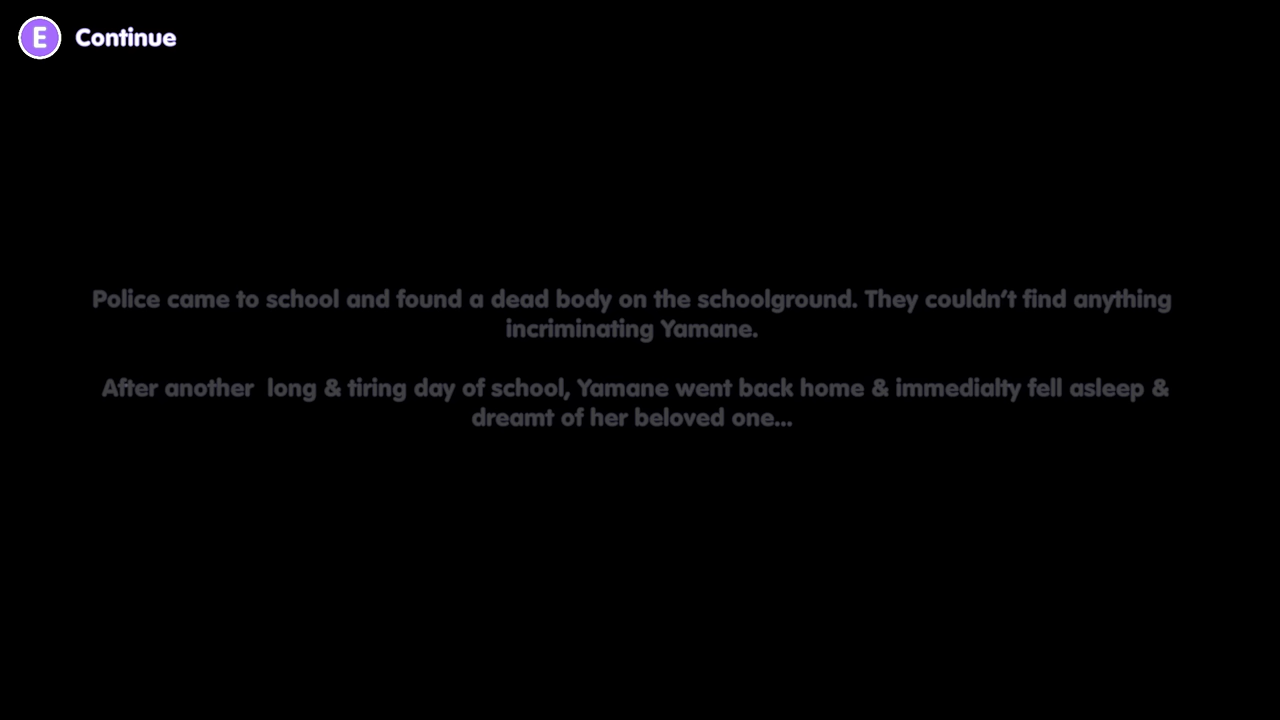 E Continue
Police came to school and found a dead body on the schoolground. They couldn't find anything
incriminating Yamane.
After another  long & tiring day of school, Yamane went back home & immedialty fell asleep &
dreamt of her beloved one...